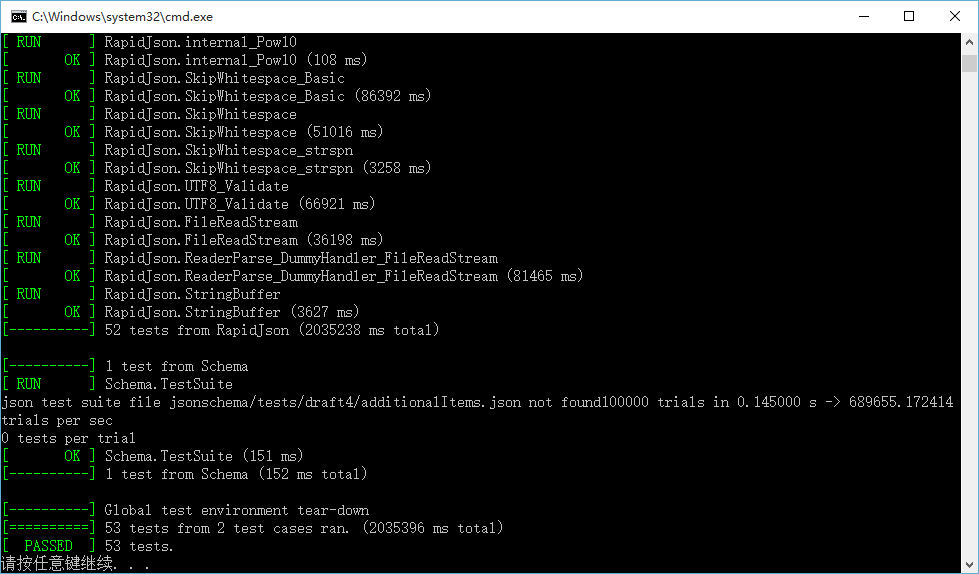 C:\Windows\system32\cmd.exe
[ RUN      ] RapidJson.internal_Pow10
[       OK ] RapidJson.internal_Pow10 (108 ms)
[ RUN      ] RapidJson.SkipWhitespace_Basic
[       OK ] RapidJson.SkipWhitespace_Basic (86392 ms)
[ RUN      ] RapidJson.SkipWhitespace
[       OK ] RapidJson.SkipWhitespace (51016 ms)
[ RUN      ] RapidJson.SkipWhitespace_strspn
[       OK ] RapidJson.SkipWhitespace_strspn (3258 ms)
[ RUN      ] RapidJson.UTF8_Validate
[       OK ] RapidJson.UTF8_Validate (66921 ms)
[ RUN      ] RapidJson.FileReadStream
[       OK ] RapidJson.FileReadStream (36198 ms)
[ RUN      ] RapidJson.ReaderParse_DummyHandler_FileReadStream
[       OK ] RapidJson.ReaderParse_DummyHandler_FileReadStream (81465 ms)
[ RUN      ] RapidJson.StringBuffer
[       OK ] RapidJson.StringBuffer (3627 ms)
[----------] 52 tests from RapidJson (2035238 ms total)
[----------] 1 test from Schema
[ RUN      ] Schema.TestSuite
json test suite file jsonschema/tests/draft4/additionalItems.json not found100000 trials in 0.145000 s -> 689655.172414
trials per sec
0 tests per trial
[       OK ] Schema.TestSuite (151 ms)
[----------] 1 test from Schema (152 ms total)
[----------] Global test environment tear-down
[==========] 53 tests from 2 test cases ran. (2035396 ms total)
[  PASSED  ] 53 tests.
请按任意键继续. . .